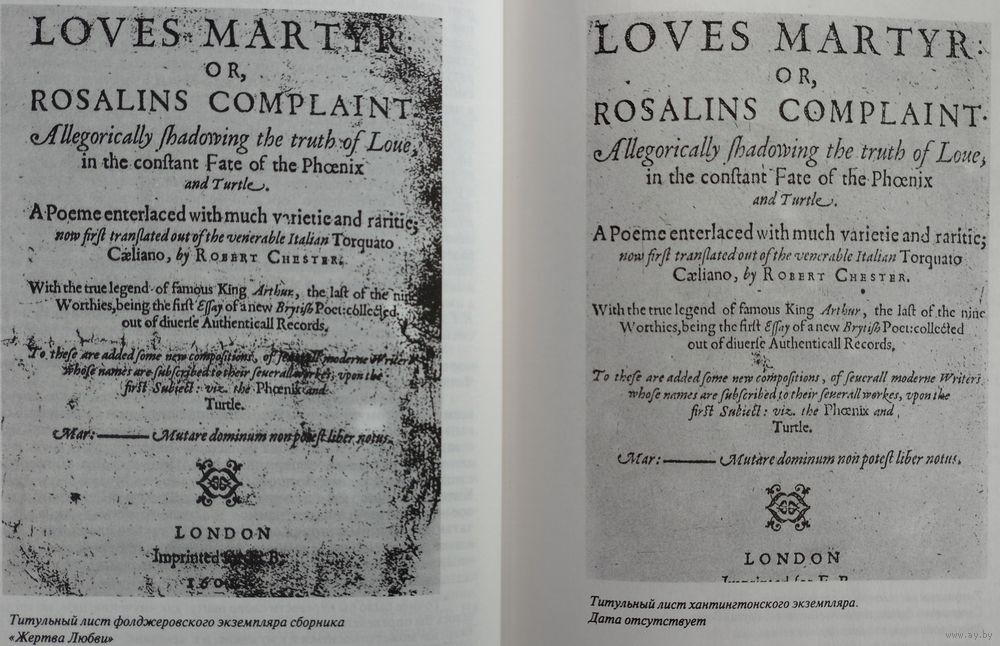 LOVES MARTYR
OR,
ROSALINS COMPLAINT.
Allegorically ſhadowing the truth of Loue,
in the conſtant Fate of the Phœnix
and Turtle.
A Poeme enterlaced with much varietie and raritie;
now firſt tranſlated out of the venerable Italian Torquato
Cæliano, by ROBERT CHESTER.
With the true legend of famous King Arthur, the laſt of the nine
Worthies, being the firſt Eſſay of a new Brytiſh Poet: collected
out of diuerſe Authenticall Records.
To theſe are added ſome new compoſitions, of ſeuerall moderne Writers
whoſe names are ſubſcribed to their ſeuerall workes, vpon the
firſt Subiect: viz. the Phœnix and
Turtle.
Mar: —— Mutare dominum non poteſt liber notus.
LONDON
Imprinted for E. B.
Титульный лист фолджеровского экземпляра сборника
«Жертва Любви»
LOVES MARTYR:
OR,
ROSALINS COMPLAINT.
Allegorically ſhadowing the truth of Loue,
in the conſtant Fate of the Phœnix
and Turtle.
A Poeme enterlaced with much varietie and raritie;
now firſt tranſlated out of the venerable Italian Torquato
Cæliano, by ROBERT CHESTER.
With the true legend of famous King Arthur, the laſt of the nine
Worthies, being the firſt Eſſay of a new Brytiſh Poet: collected
out of diuerſe Authenticall Records.
To theſe are added ſome new compoſitions, of ſeuerall moderne Writers
whoſe names are ſubſcribed to their ſeuerall workes, vpon the
firſt Subiect: viz. the Phœnix and
Turtle.
Mar: —— Mutare dominum non poteſt liber notus.
LONDON
Imprinted for E. B.
Титульный лист хантингтонского экземпляра.
Дата отсутствует
www.ay.by